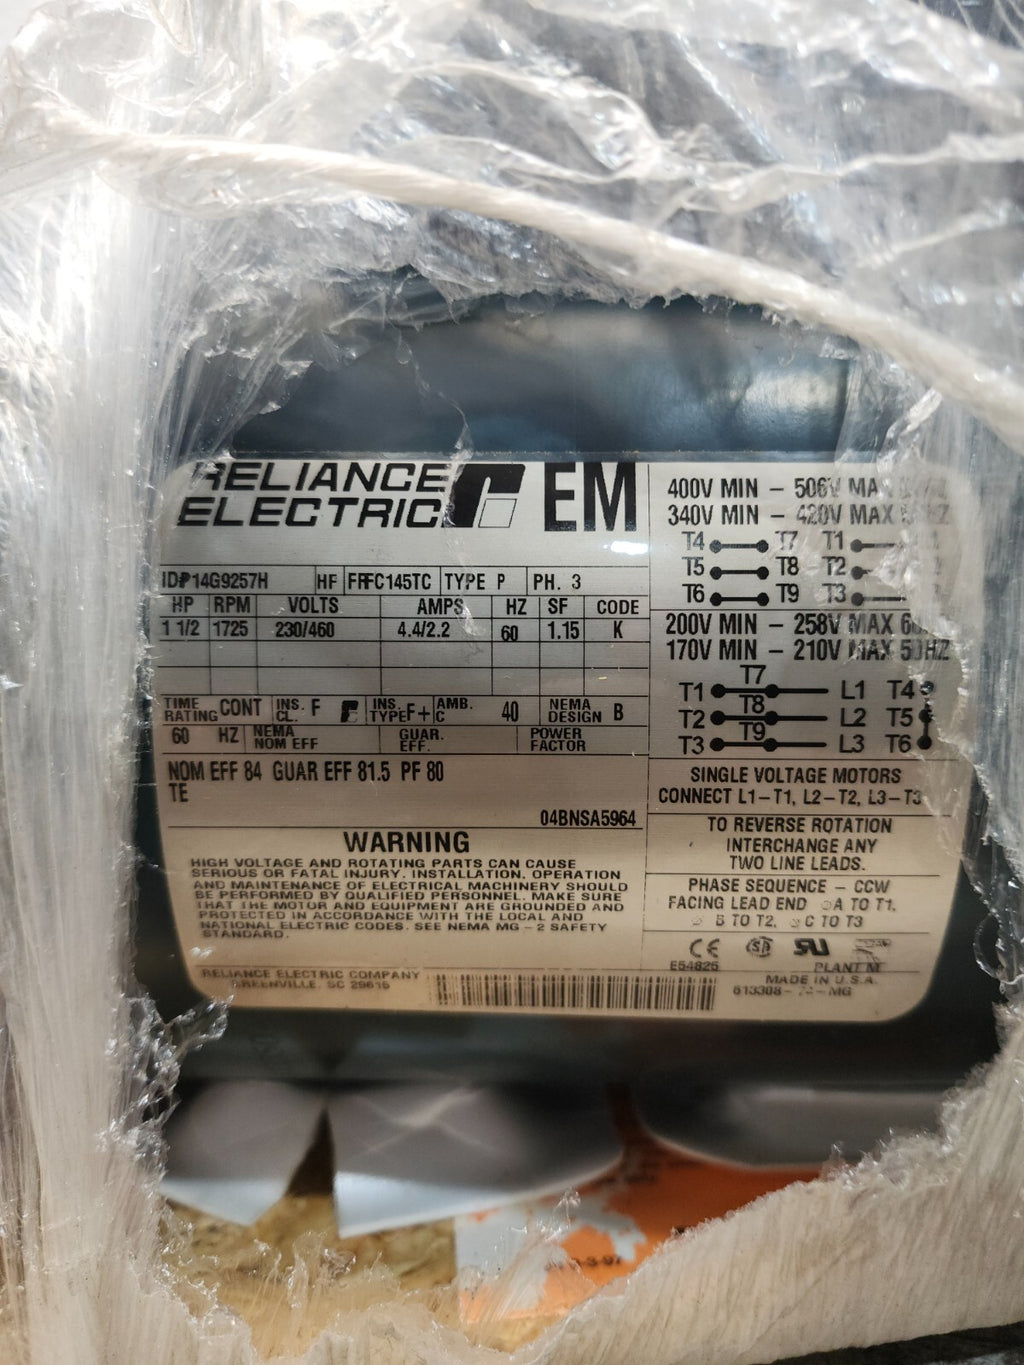 RELIANCE
ELECTRIC
EM
ID# P14G9257H HF FR FC145TC TYPE P PH. 3
HP RPM VOLTS AMPS HZ SF CODE
1 1/2 1725 230/460 4.4/2.2 60 1.15 K
TIME RATING CONT INS. CL. F INS. TYPE F+ AMB. C 40 NEMA DESIGN B
60 HZ NEMA NOM EFF GUAR. EFF. POWER FACTOR
NOM EFF 84 GUAR EFF 81.5 PF 80
TE
04BNSA5964
WARNING
HIGH VOLTAGE AND ROTATING PARTS CAN CAUSE
SERIOUS OR FATAL INJURY. INSTALLATION, OPERATION
AND MAINTENANCE OF ELECTRICAL MACHINERY SHOULD
BE PERFORMED BY QUALIFIED PERSONNEL. MAKE SURE
THAT THE MOTOR AND EQUIPMENT ARE GROUNDED AND
PROTECTED IN ACCORDANCE WITH THE LOCAL AND
NATIONAL ELECTRIC CODES. SEE NEMA MG-2 SAFETY
STANDARD.
RELIANCE ELECTRIC COMPANY
GREENVILLE, SC 29615
400V MIN - 506V MAX
340V MIN - 420V MAX
T4 T7 T1
T5 T8 T2
T6 T9 T3
200V MIN - 258V MAX
170V MIN - 210V MAX 50HZ
T7
T1 L1 T4
T8
T2 L2 T5
T9
T3 L3 T6
SINGLE VOLTAGE MOTORS
CONNECT L1-T1, L2-T2, L3-T3
TO REVERSE ROTATION
INTERCHANGE ANY
TWO LINE LEADS.
PHASE SEQUENCE - CCW
FACING LEAD END A TO T1,
B TO T2, C TO T3
CE
E54825 PLANT M
MADE IN U.S.A.
613308- -MG